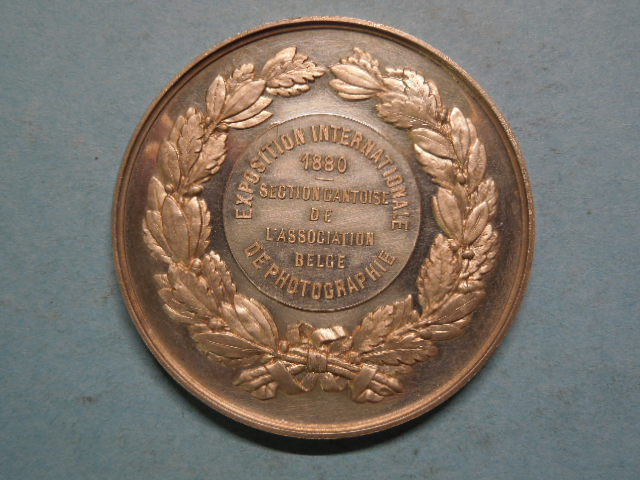 EXPOSITION INTERNATIONALE
1880
SECTION GANTOISE
DE
L'ASSOCIATION
BELGE
DE PHOTOGRAPHIE